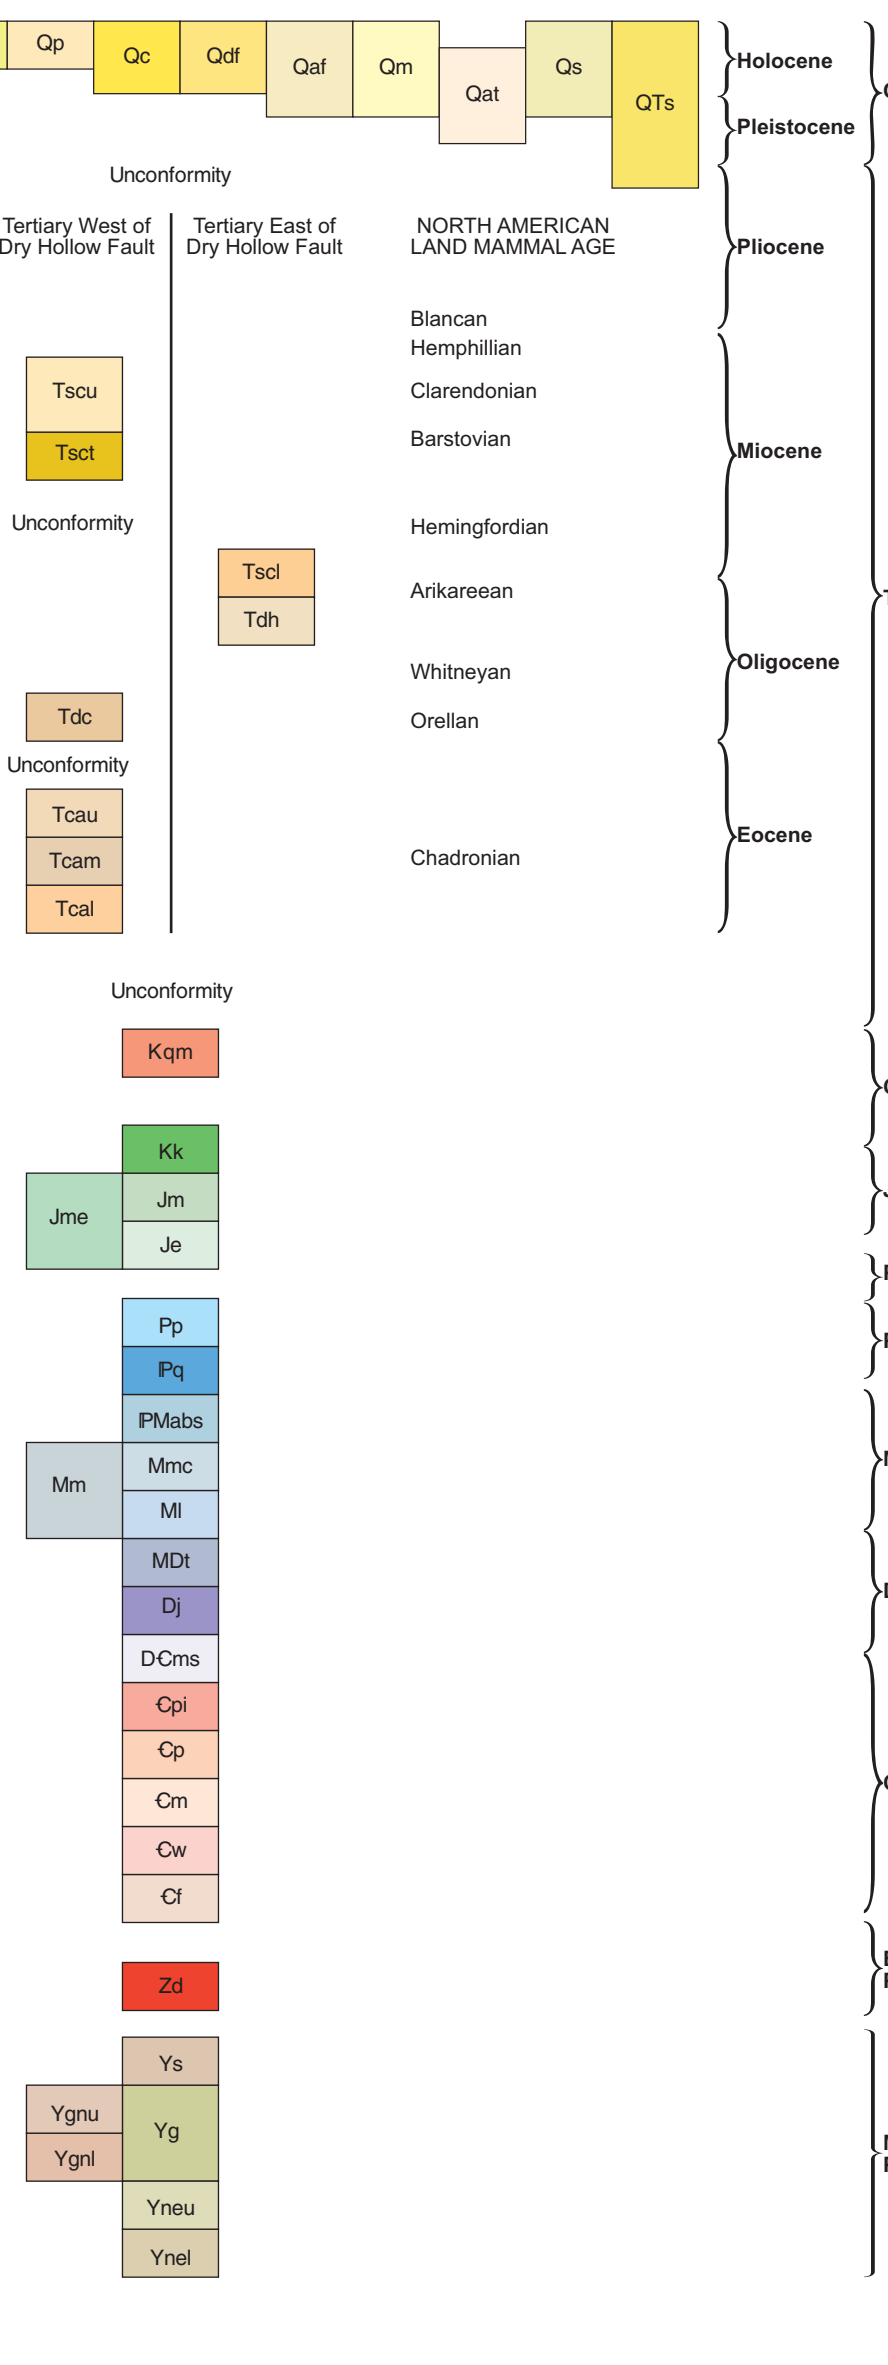 Qp
Qc
Qdf
Qaf
Qm
Qat
Qs
QTs
Holocene
Pleistocene
Unconformity
Tertiary West of
Dry Hollow Fault
Tertiary East of
Dry Hollow Fault
NORTH AMERICAN
LAND MAMMAL AGE
Pliocene
Blancan
Hemphillian
Tscu
Clarendonian
Tsct
Barstovian
Miocene
Unconformity
Hemingfordian
Tscl
Arikareean
Tdh
Oligocene
Whitneyan
Tdc
Orellan
Unconformity
Tcau
Eocene
Tcam
Chadronian
Tcal
Unconformity
Kqm
Kk
Jme
Jm
Je
Pp
ℙq
ℙMabs
Mm
Mmc
Ml
MDt
Dj
D€ms
€pi
€p
€m
€w
€f
Zd
Ys
Ygnu
Yg
Ygnl
Yneu
Ynel